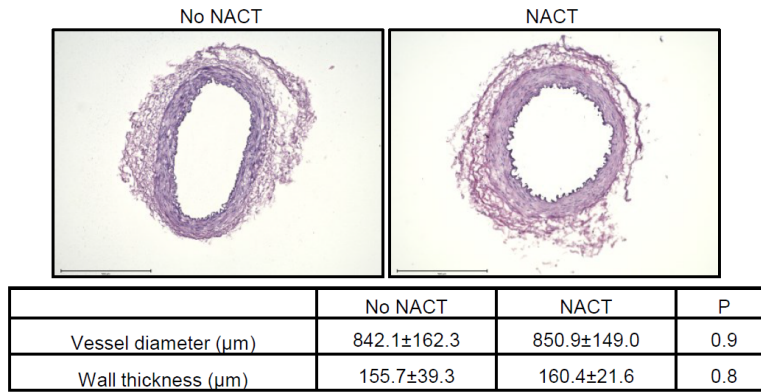 No NACT NACT
No NACT NACT P
Vessel diameter (µm) 842.1±162.3 850.9±149.0 0.9
Wall thickness (µm) 155.7±39.3 160.4±21.6 0.8